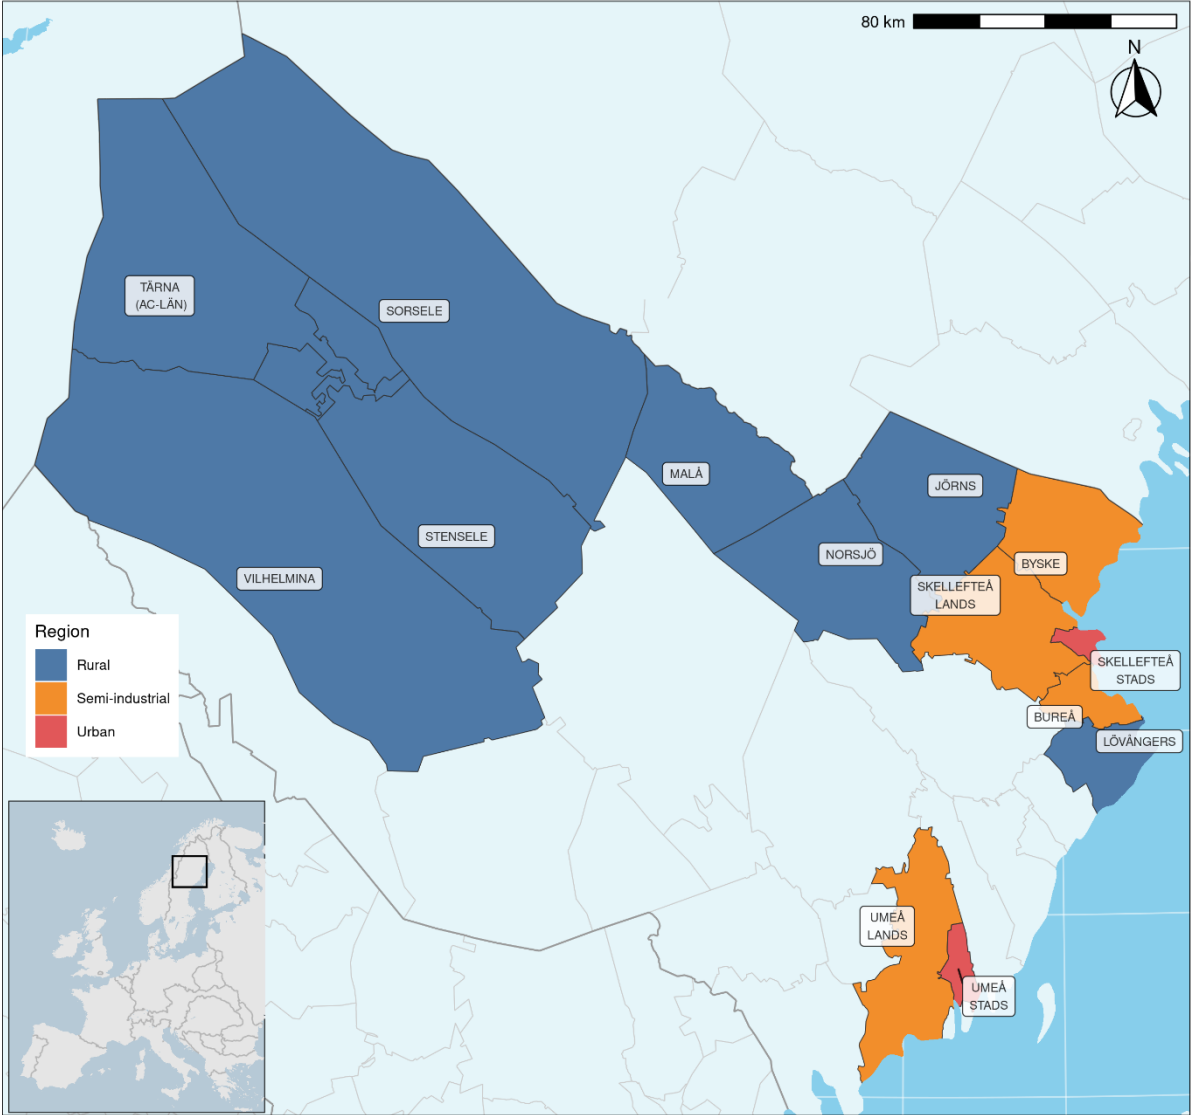 80 km
N
TÄRNA
(AC-LÄN)
SORSELE
MALÅ
JÖRNS
STENSELE
NORSJÖ
BYSKE
VILHELMINA
SKELLEFTEÅ
LANDS
Region
Rural
Semi-industrial
Urban
SKELLEFTEÅ
STADS
BUREÅ
LÖVÅNGERS
UMEÅ
LANDS
UMEÅ
STADS